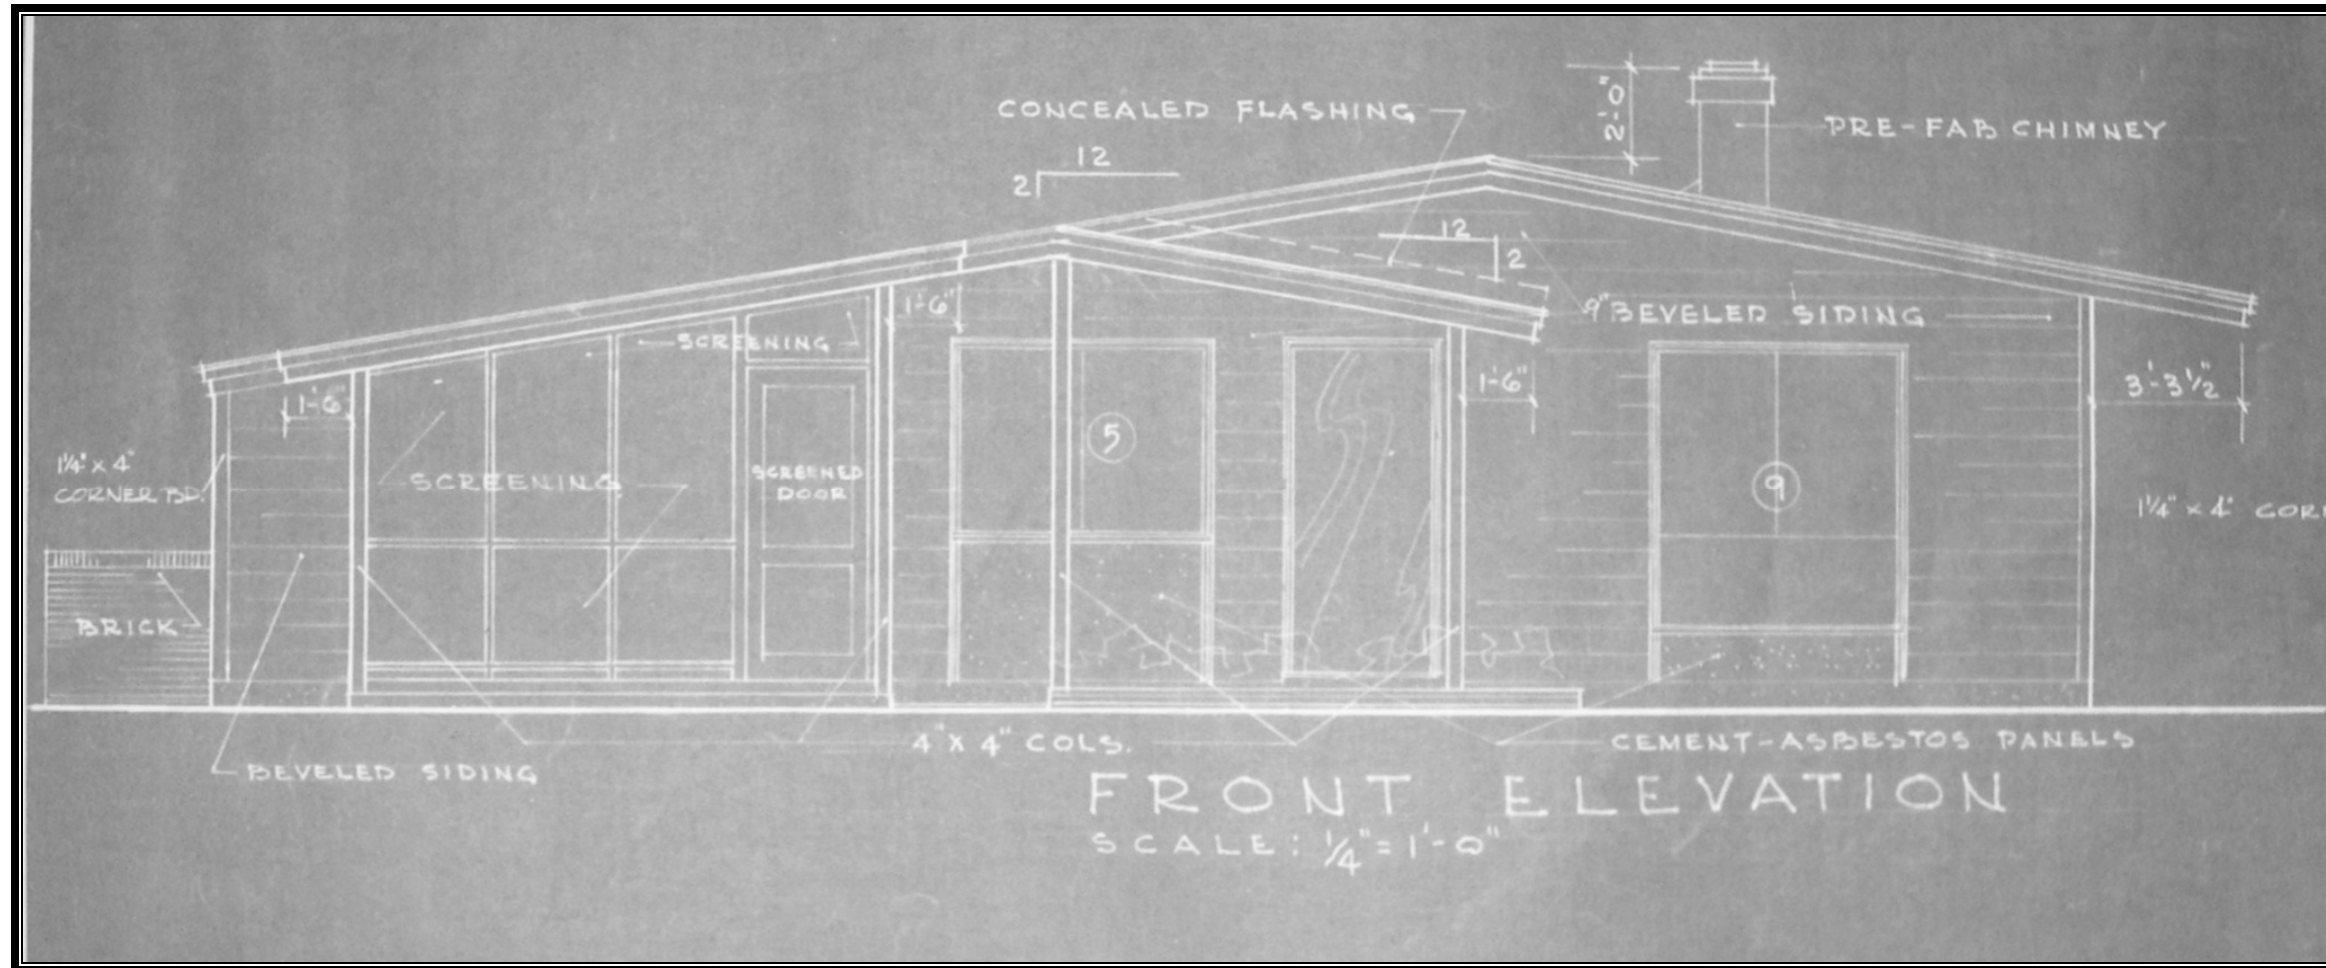 CONCEALED FLASHING
2'-0"
PRE-FAB CHIMNEY
12
2
12
2
1'-6"
9" BEVELED SIDING
SCREENING
1'-6"
1'-6"
3'-3½"
5
1¼" x 4"
CORNER BD.
SCREENING
SCREENED
DOOR
9
1¼" x 4" CORN
BRICK
4" X 4" COLS.
CEMENT-ASBESTOS PANELS
BEVELED SIDING
FRONT ELEVATION
SCALE: ¼" = 1'-0"